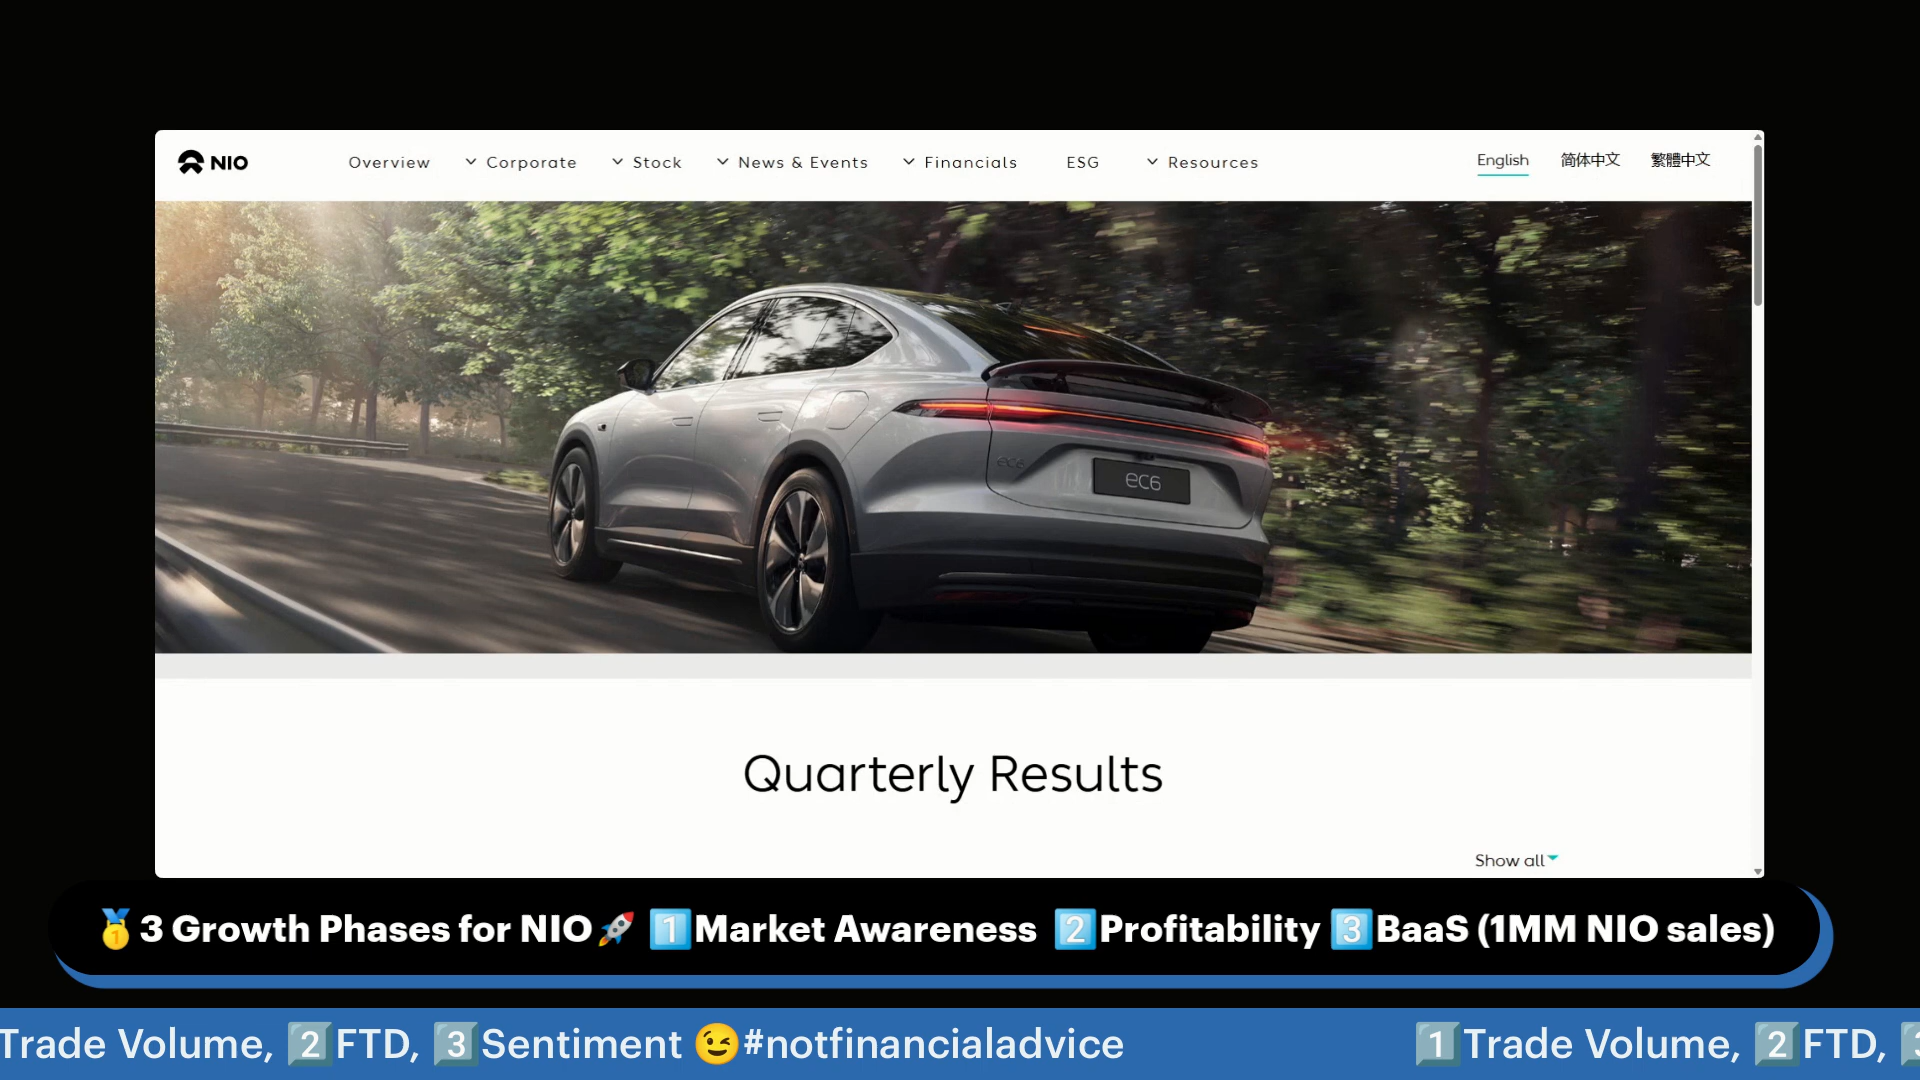 NIO Overview Corporate Stock News & Events Financials ESG Resources English 简体中文 繁體中文
ec6
ec6
Quarterly Results
Show all
🥇3 Growth Phases for NIO🚀 1️⃣Market Awareness 2️⃣Profitability 3️⃣BaaS (1MM NIO sales)
Trade Volume, 2️⃣FTD, 3️⃣Sentiment 😉#notfinancialadvice 1️⃣Trade Volume, 2️⃣FTD, 3️⃣